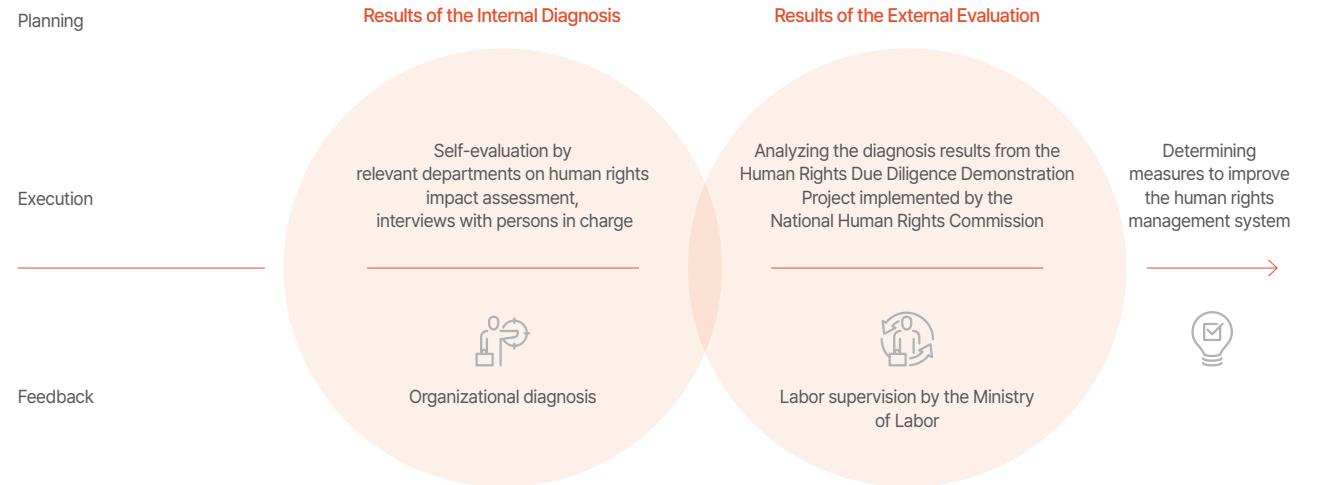 Planning
Results of the Internal Diagnosis
Results of the External Evaluation
Execution
Self-evaluation by
relevant departments on human rights
impact assessment,
interviews with persons in charge
Analyzing the diagnosis results from the
Human Rights Due Diligence Demonstration
Project implemented by the
National Human Rights Commission
Determining
measures to improve
the human rights
management system
Feedback
Organizational diagnosis
Labor supervision by the Ministry
of Labor